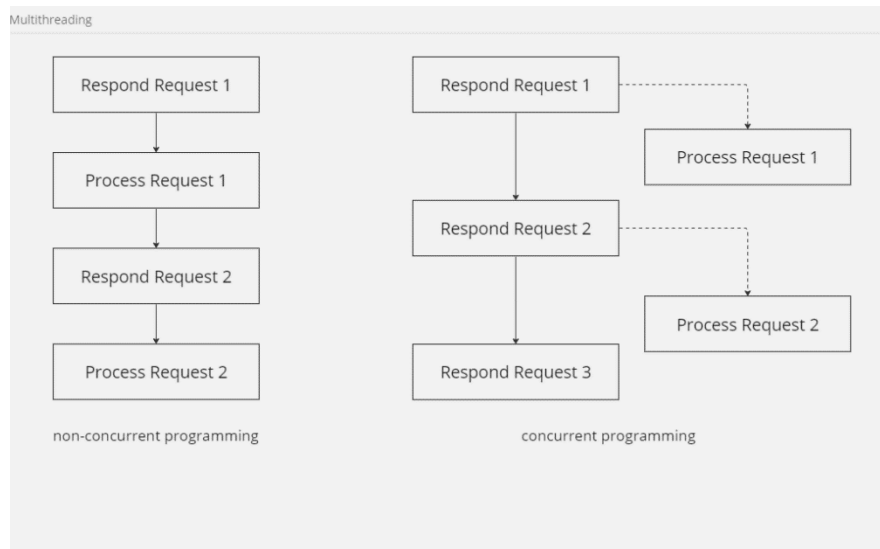 Multithreading
Respond Request 1
Process Request 1
Respond Request 2
Process Request 2
non-concurrent programming
Respond Request 1
Process Request 1
Respond Request 2
Process Request 2
Respond Request 3
concurrent programming